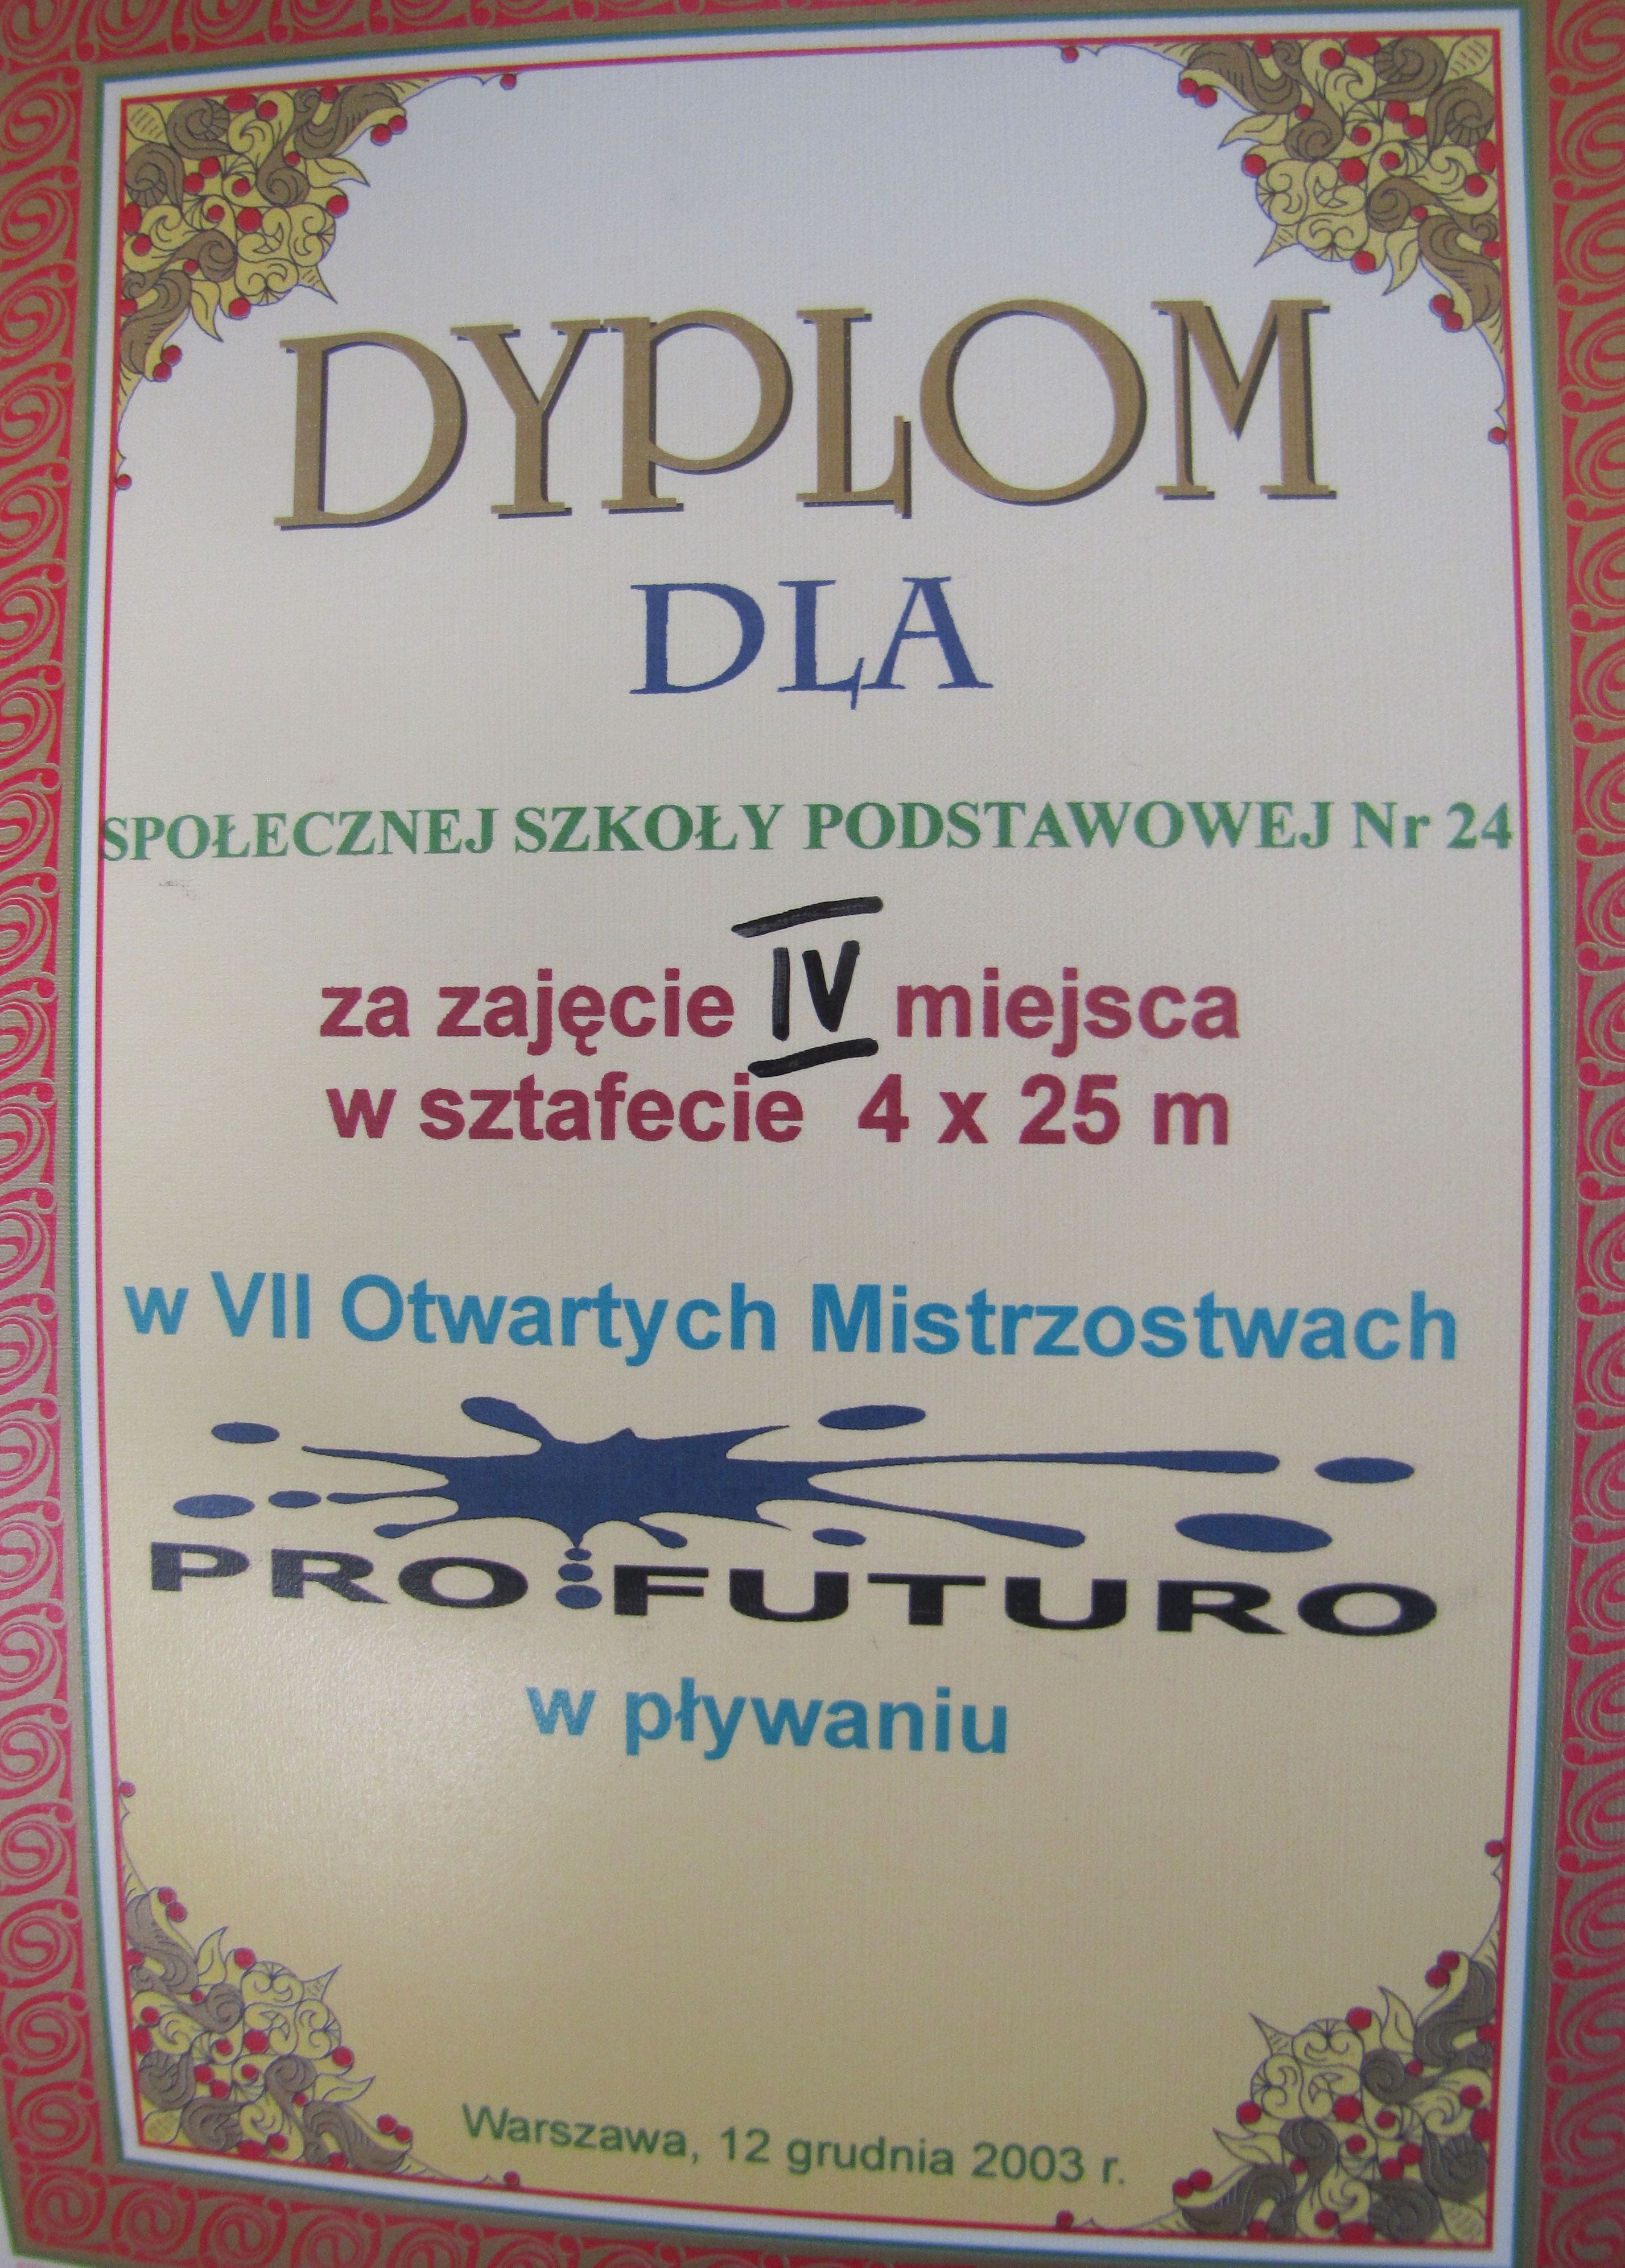 DYPLOM
DLA
SPOŁECZNEJ SZKOŁY PODSTAWOWEJ Nr 24
za zajęcie IV miejsca
w sztafecie 4 x 25 m
w VII Otwartych Mistrzostwach
PRO FUTURO
w pływaniu
Warszawa, 12 grudnia 2003 r.